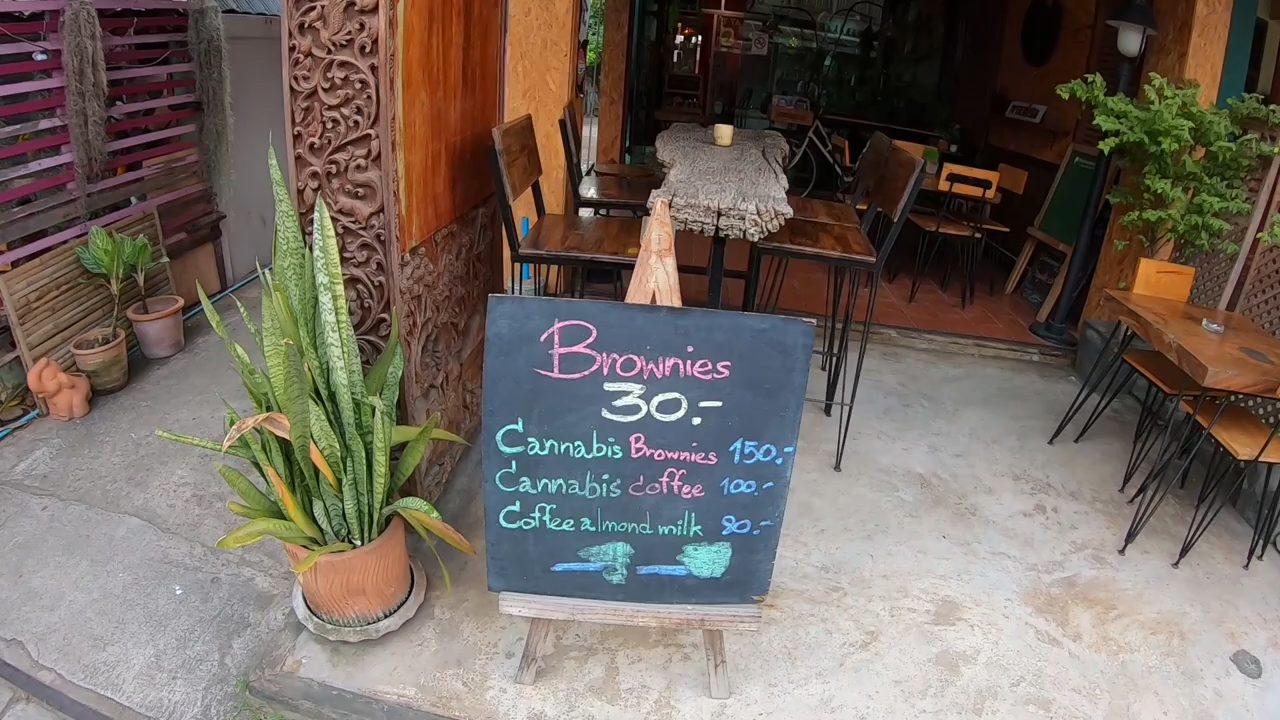 Brownies
30.-
Cannabis Brownies 150.-
Cannabis coffee 100.-
Coffee almond milk 80.-